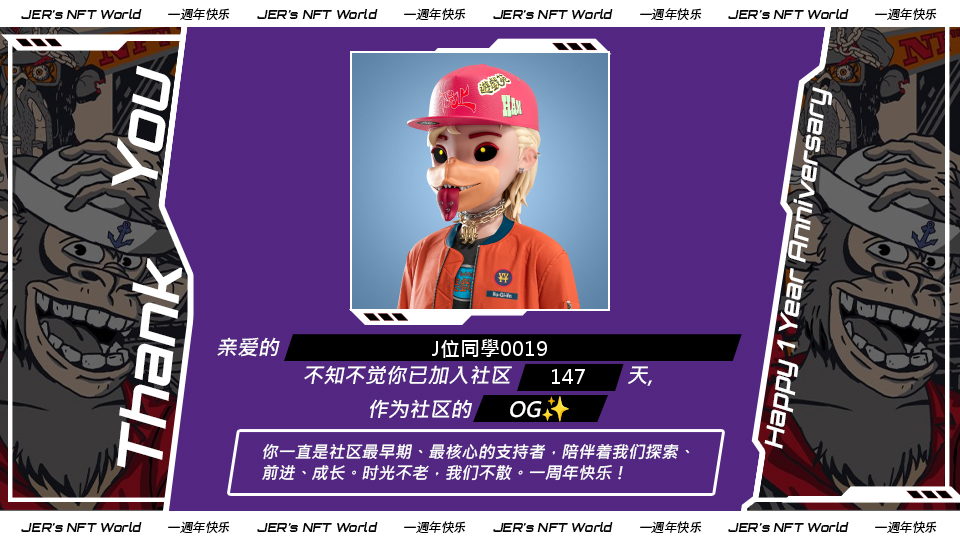 JER's NFT World 一週年快乐 JER's NFT World 一週年快乐 JER's NFT World 一週年快乐 JER's NFT World 一週年快乐
Thank You
Happy 1 Year Anniversary
亲爱的 J位同學0019
不知不觉你已加入社区 147 天,
作为社区的 OG✨
你一直是社区最早期、最核心的支持者，陪伴着我们探索、
前进、成长。时光不老，我们不散。一周年快乐！
JER's NFT World 一週年快乐 JER's NFT World 一週年快乐 JER's NFT World 一週年快乐 JER's NFT World 一週年快乐